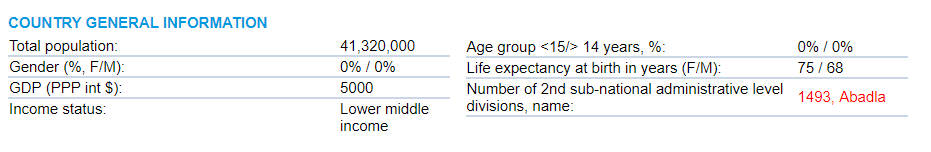 COUNTRY GENERAL INFORMATION
Total population: 41,320,000
Gender (%, F/M): 0% / 0%
GDP (PPP int $): 5000
Income status: Lower middle
income
Age group <15/> 14 years, %: 0% / 0%
Life expectancy at birth in years (F/M): 75 / 68
Number of 2nd sub-national administrative level
divisions, name: 1493, Abadla